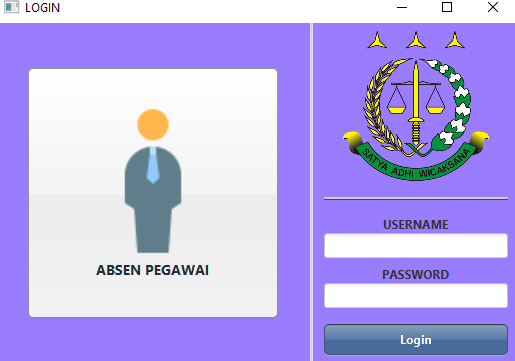 LOGIN
ABSEN PEGAWAI
SATYA ADHI WICAKSANA
USERNAME
PASSWORD
Login